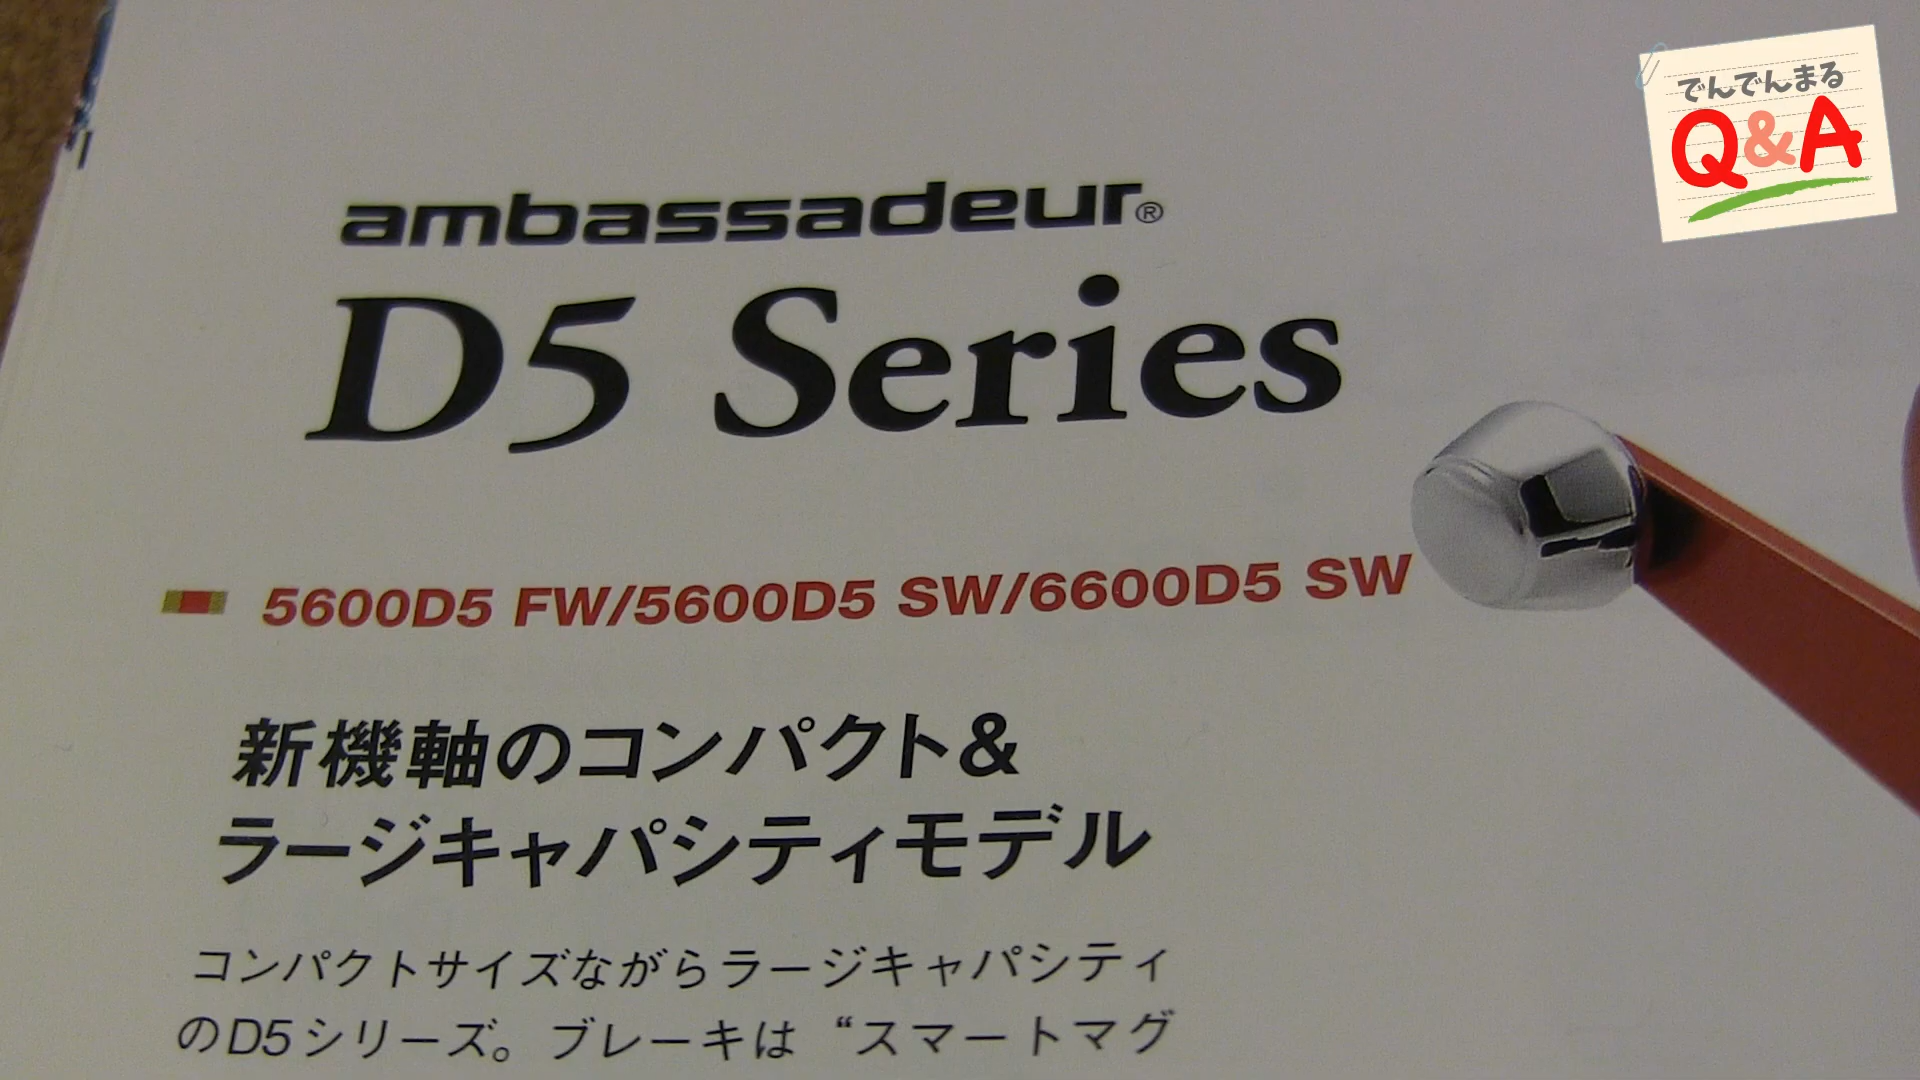 でんでんまる
Q&A
ambassadeur®
D5 Series
5600D5 FW/5600D5 SW/6600D5 SW
新機軸のコンパクト&
ラージキャパシティモデル
コンパクトサイズながらラージキャパシティ
のD5シリーズ。ブレーキは“スマートマグ